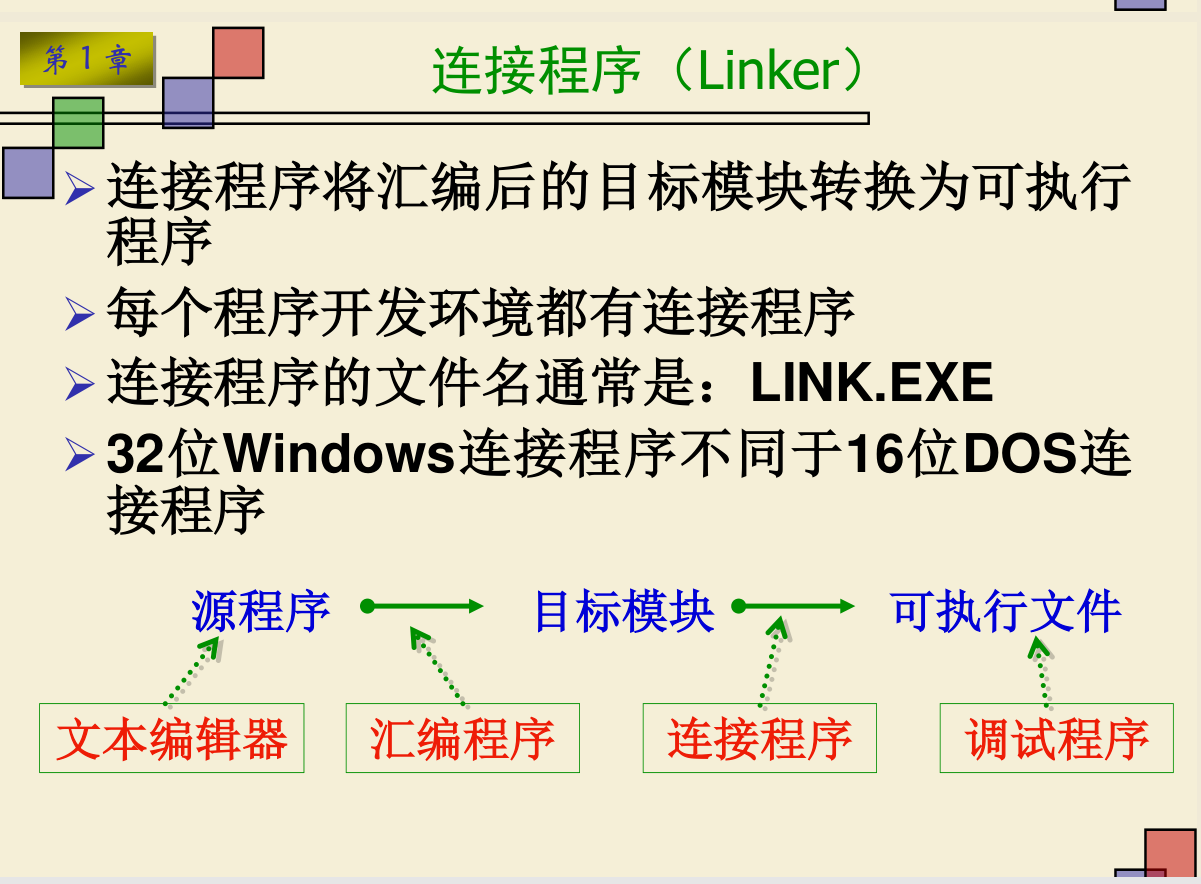 第1章
连接程序（Linker）
连接程序将汇编后的目标模块转换为可执行
程序
每个程序开发环境都有连接程序
连接程序的文件名通常是：LINK.EXE
32位Windows连接程序不同于16位DOS连
接程序
源程序 目标模块 可执行文件
文本编辑器 汇编程序 连接程序 调试程序